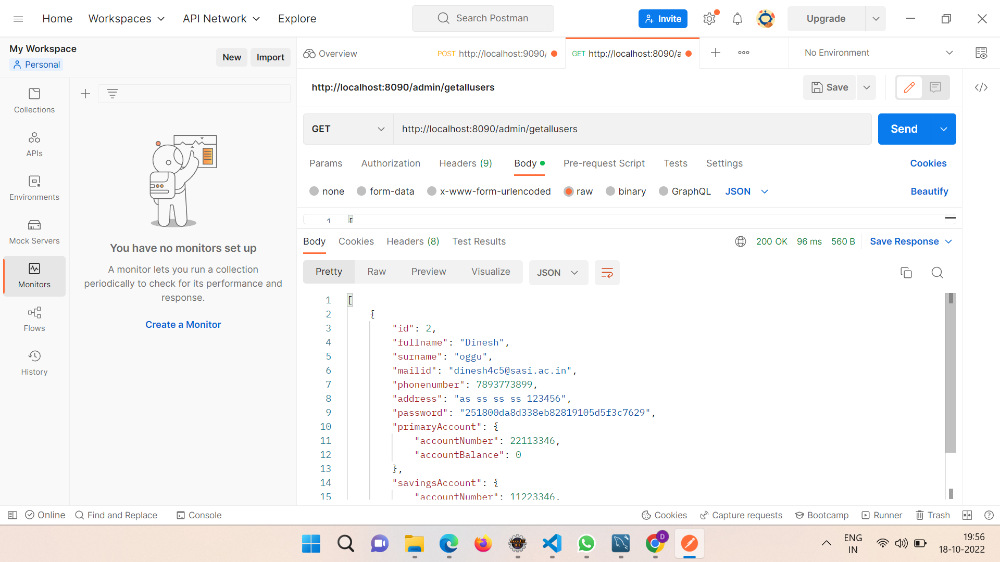 Home
Workspaces
API Network
Explore
Search Postman
Invite
Upgrade
My Workspace
Personal
New
Import
Overview
POST http://localhost:9090/
GET http://localhost:8090/a
No Environment
Collections
APIs
Environments
Mock Servers
Monitors
Flows
History
You have no monitors set up
A monitor lets you run a collection
periodically to check for its performance and
response.
Create a Monitor
http://localhost:8090/admin/getallusers
Save
GET
http://localhost:8090/admin/getallusers
Send
Params
Authorization
Headers (9)
Body
Pre-request Script
Tests
Settings
Cookies
none
form-data
x-www-form-urlencoded
raw
binary
GraphQL
JSON
Beautify
1 {
Body
Cookies
Headers (8)
Test Results
200 OK
96 ms
560 B
Save Response
Pretty
Raw
Preview
Visualize
JSON
1 [
2 {
3 "id": 2,
4 "fullname": "Dinesh",
5 "surname": "oggu",
6 "mailid": "dinesh4c5@sasi.ac.in",
7 "phonenumber": 7893773899,
8 "address": "as ss ss ss 123456",
9 "password": "251800da8d338eb82819105d5f3c7629",
10 "primaryAccount": {
11 "accountNumber": 22113346,
12 "accountBalance": 0
13 },
14 "savingsAccount": {
15 "accountNumber": 11223346,
Online
Find and Replace
Console
Cookies
Capture requests
Bootcamp
Runner
Trash
Java EE
IDE
D
ENG
IN
19:56
18-10-2022